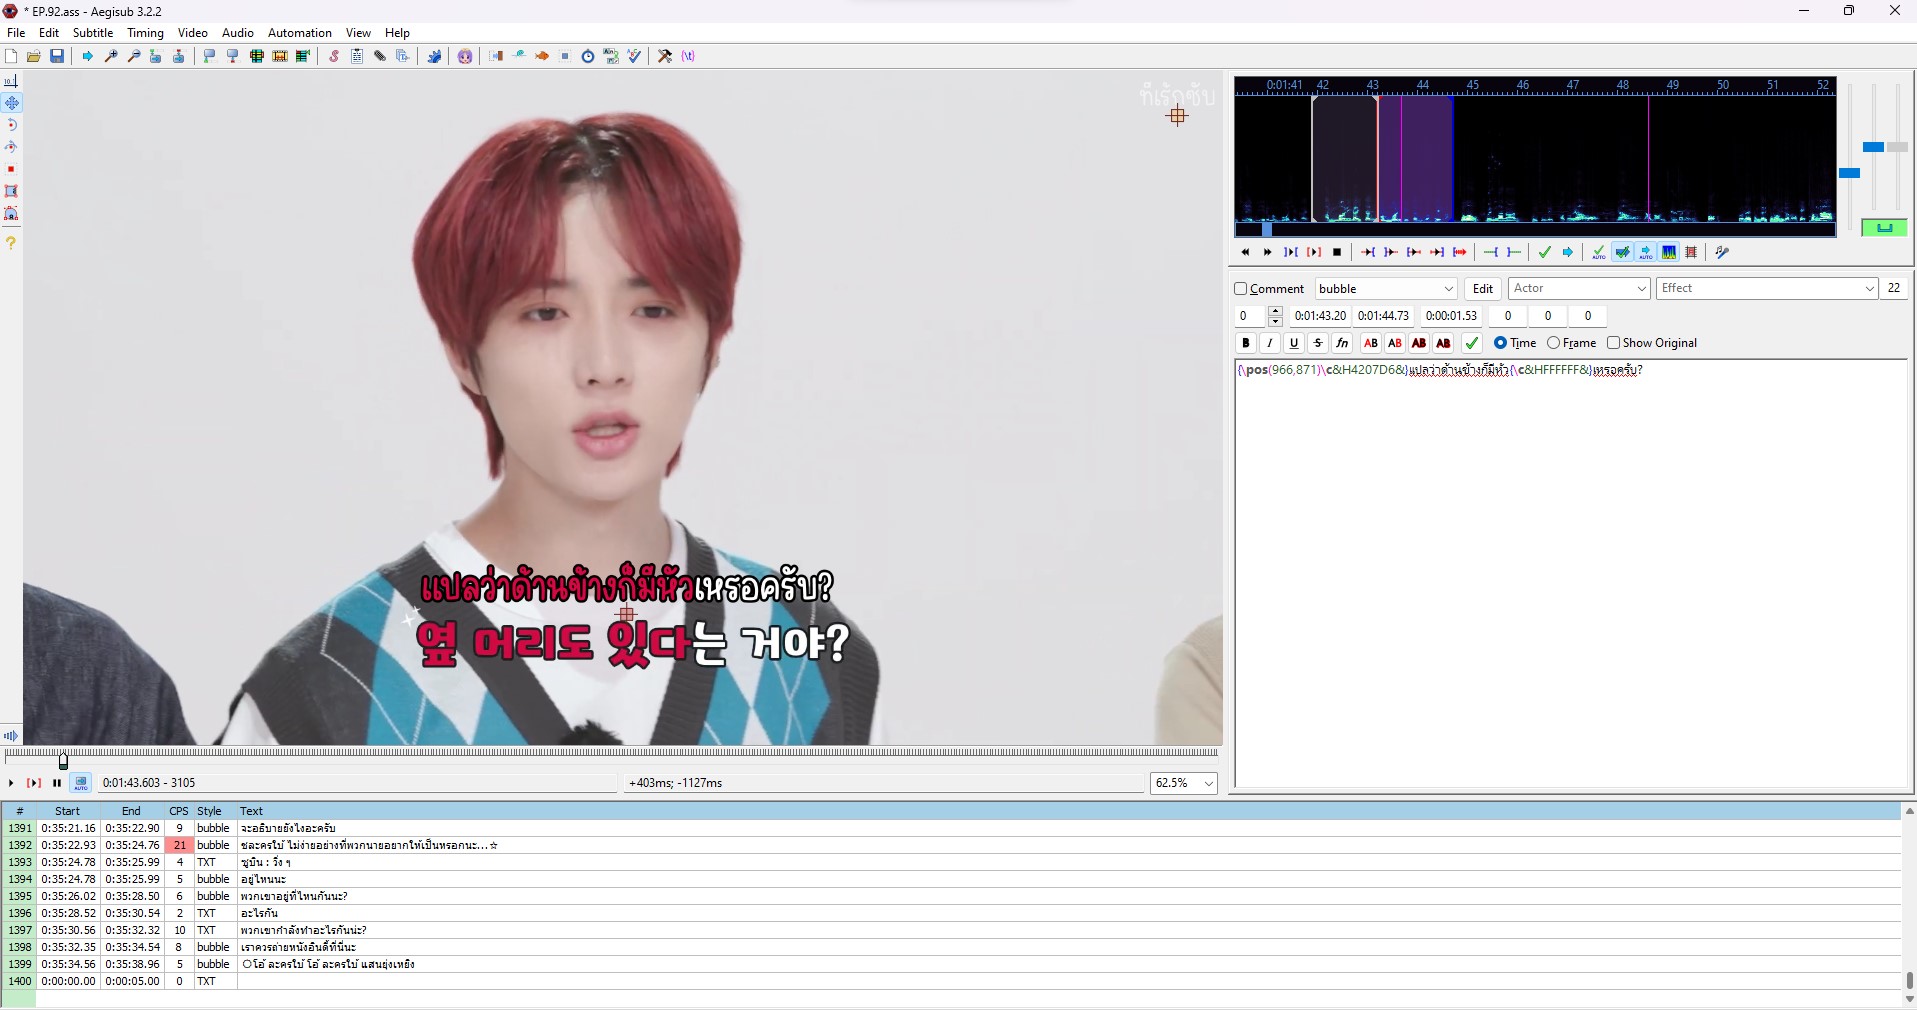 * EP.92.ass - Aegisub 3.2.2
File Edit Subtitle Timing Video Audio Automation View Help
ที่เรักซับ
0:01:41 42 43 44 45 46 47 48 49 50 51 52
Comment bubble Edit Actor Effect 22
0 0:01:43.20 0:01:44.73 0:00:01.53 0 0 0
B I U S fn AB AB AB AB Time Frame Show Original
{\pos(966,871)\c&H4207D6&}แปลว่าด้านข้างก็มีหัว{\c&HFFFFFF&}เหรอครับ?
แปลว่าด้านข้างก็มีหัวเหรอครับ?
옆 머리도 있다는 거야?
0:01:43.603 - 3105 +403ms; -1127ms 62.5%
# Start End CPS Style Text
1391 0:35:21.16 0:35:22.90 9 bubble จะอธิบายยังไงอะครับ
1392 0:35:22.93 0:35:24.76 21 bubble ชละครใบ้ ไม่ง่ายอย่างที่พวกนายอยากให้เป็นหรอกนะ...☆
1393 0:35:24.78 0:35:25.99 4 TXT ซูบิน : วิ้ง ๆ
1394 0:35:24.78 0:35:25.99 5 bubble อยู่ไหนนะ
1395 0:35:26.02 0:35:28.50 6 bubble พวกเขาอยู่ที่ไหนกันนะ?
1396 0:35:28.52 0:35:30.54 2 TXT อะไรกัน
1397 0:35:30.56 0:35:32.32 10 TXT พวกเขากำลังทำอะไรกันน่ะ?
1398 0:35:32.35 0:35:34.54 8 bubble เราควรถ่ายหนังอินดี้ที่นี่นะ
1399 0:35:34.56 0:35:38.96 5 bubble ○โอ้ ละครใบ้ โอ้ ละครใบ้ แสนยุ่งเหยิง
1400 0:00:00.00 0:00:05.00 0 TXT